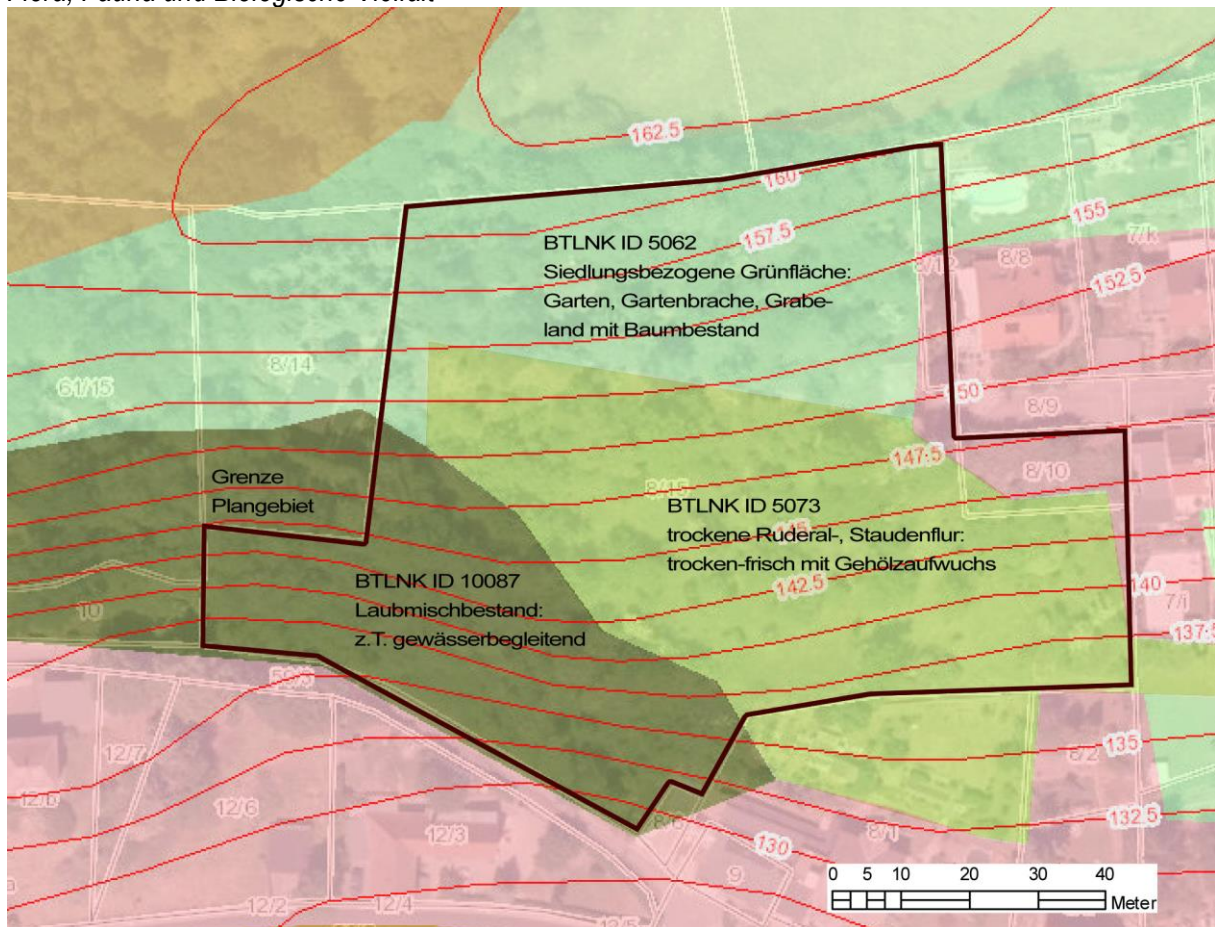 Flora, Fauna und Biologische Vielfalt
162.5
160
BTLNK ID 5062
157.5
155
7/k
Siedlungsbezogene Grünfläche:
8/12
8/8
Garten, Gartenbrache, Grabe-
152.5
land mit Baumbestand
8/14
61/15
150
8/9
147.5
Grenze
8/10
Plangebiet
8/15
BTLNK ID 5073
145
trockene Ruderal-, Staudenflur:
trocken-frisch mit Gehölzaufwuchs
BTLNK ID 10087
142.5
140
10
Laubmischbestand:
7/i
z.T. gewässerbegleitend
137.5
12/7
135
8/2
12/6
132.5
12/3
8/6
8/1
130
9
0 5 10 20 30 40
Meter
12/2
12/4
12/5